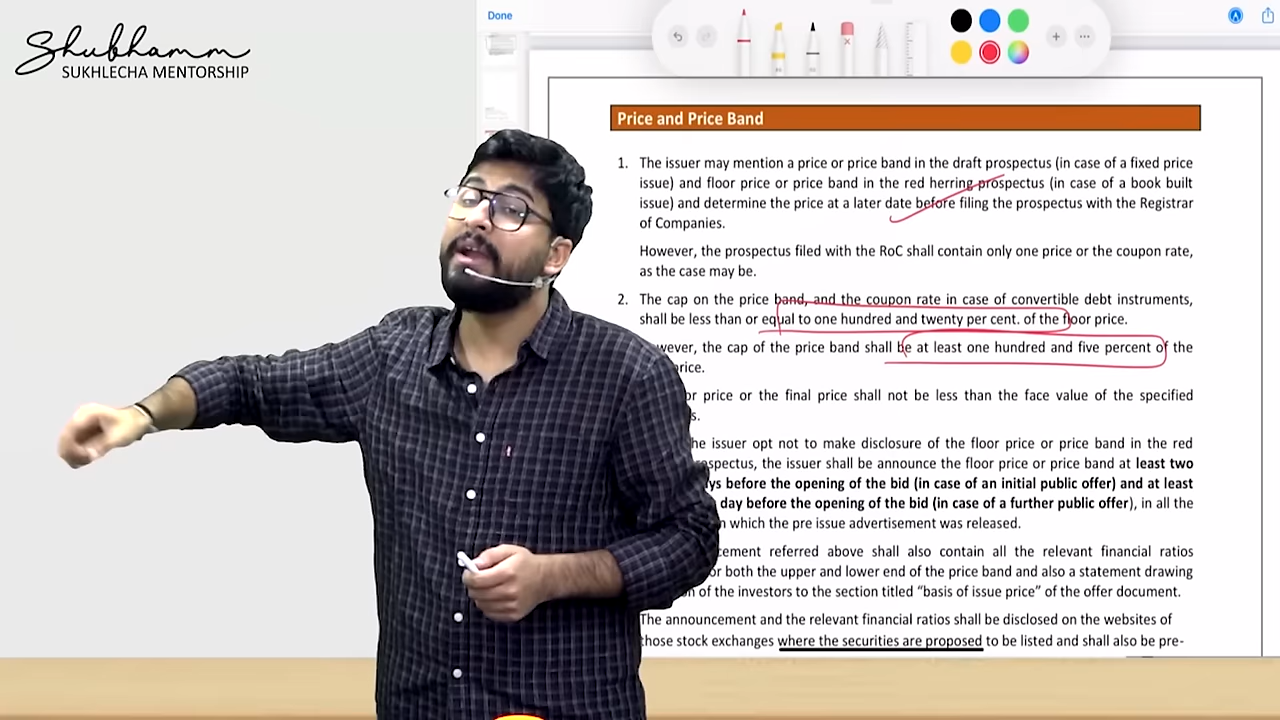 Shubhamm
SUKHLECHA MENTORSHIP
Done
Price and Price Band
1. The issuer may mention a price or price band in the draft prospectus (in case of a fixed price
issue) and floor price or price band in the red herring prospectus (in case of a book built
issue) and determine the price at a later date before filing the prospectus with the Registrar
of Companies.
However, the prospectus filed with the RoC shall contain only one price or the coupon rate,
as the case may be.
2. The cap on the price band, and the coupon rate in case of convertible debt instruments,
shall be less than or equal to one hundred and twenty per cent. of the floor price.
wever, the cap of the price band shall be at least one hundred and five percent of the
rice.
or price or the final price shall not be less than the face value of the specified
s.
he issuer opt not to make disclosure of the floor price or price band in the red
ospectus, the issuer shall be announce the floor price or price band at least two
ys before the opening of the bid (in case of an initial public offer) and at least
day before the opening of the bid (in case of a further public offer), in all the
n which the pre issue advertisement was released.
cement referred above shall also contain all the relevant financial ratios
or both the upper and lower end of the price band and also a statement drawing
n of the investors to the section titled “basis of issue price” of the offer document.
The announcement and the relevant financial ratios shall be disclosed on the websites of
those stock exchanges where the securities are proposed to be listed and shall also be pre-